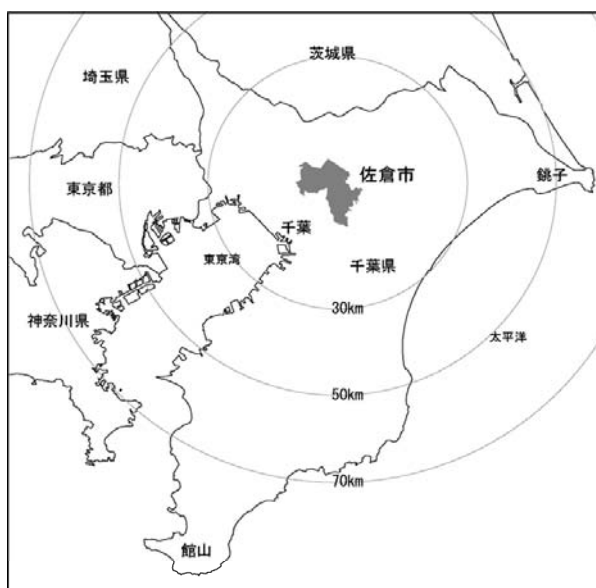 茨城県
埼玉県
佐倉市
東京都
銚子
千葉
東京湾
千葉県
30km
神奈川県
太平洋
50km
70km
館山